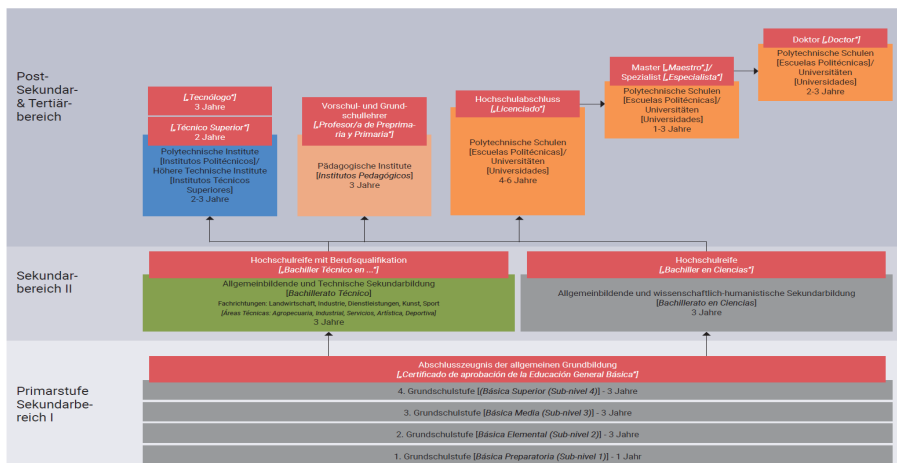 Post-
Sekundar-
& Tertiär-
bereich
[„Tecnólogo"]
3 Jahre
[„Técnico Superior"]
2 Jahre
Polytechnische Institute
[Institutos Politécnicos]/
Höhere Technische Institute
[Institutos Técnicos
Superiores]
2-3 Jahre
Vorschul- und Grund-
schullehrer
[„Profesor/a de Preprima-
ria y Primaria"]
Pädagogische Institute
[Institutos Pedagógicos]
3 Jahre
Hochschulabschluss
[„Licenciado"]
Polytechnische Schulen
[Escuelas Politécnicas]/
Universitäten
[Universidades]
4-6 Jahre
Master [„Maestro",]/
Spezialist [„Especialista"]
Polytechnische Schulen
[Escuelas Politécnicas]/
Universitäten
[Universidades]
1-3 Jahre
Doktor [„Doctor"]
Polytechnische Schulen
[Escuelas Politécnicas]/
Universitäten
[Universidades]
2-3 Jahre
Sekundar-
bereich II
Hochschulreife mit Berufsqualifikation
[„Bachiller Técnico en ..."]
Allgemeinbildende und Technische Sekundarbildung
[Bachillerato Técnico]
Fachrichtungen: Landwirtschaft, Industrie, Dienstleistungen, Kunst, Sport
[Áreas Técnicas: Agropecuaria, Industrial, Servicios, Artística, Deportiva]
3 Jahre
Hochschulreife
[„Bachiller en Ciencias"]
Allgemeinbildende und wissenschaftlich-humanistische Sekundarbildung
[Bachillerato en Ciencias]
3 Jahre
Primarstufe
Sekundarbe-
reich I
Abschlusszeugnis der allgemeinen Grundbildung
[„Certificado de aprobación de la Educación General Básica"]
4. Grundschulstufe [(Básica Superior (Sub-nivel 4)] - 3 Jahre
3. Grundschulstufe [Básica Media (Sub-nivel 3)] - 3 Jahre
2. Grundschulstufe [Básica Elemental (Sub-nivel 2)] - 3 Jahre
1. Grundschulstufe [Básica Preparatoria (Sub-nivel 1)] - 1 Jahr